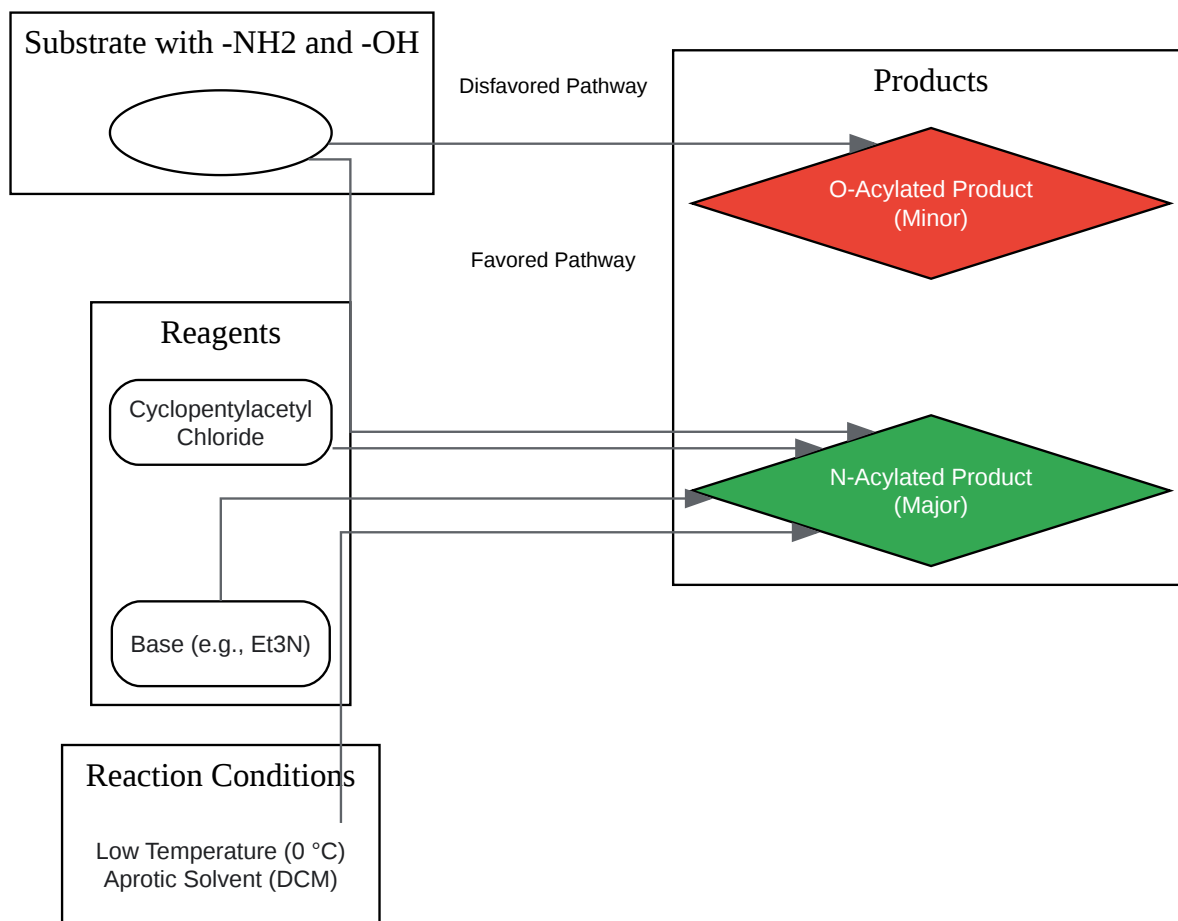 Substrate with -NH2 and -OH
Disfavored Pathway
Products
O-Acylated Product
(Minor)
Favored Pathway
Reagents
Cyclopentylacetyl
Chloride
N-Acylated Product
(Major)
Base (e.g., Et3N)
Reaction Conditions
Low Temperature (0 °C)
Aprotic Solvent (DCM)